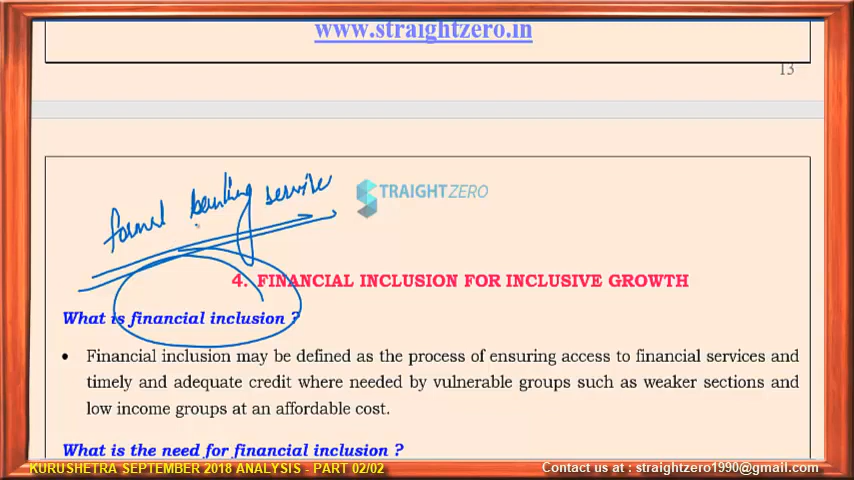 www.straightzero.in
13
formal banking service
TRAIGHTZERO
4. FINANCIAL INCLUSION FOR INCLUSIVE GROWTH
What is financial inclusion ?
• Financial inclusion may be defined as the process of ensuring access to financial services and
timely and adequate credit where needed by vulnerable groups such as weaker sections and
low income groups at an affordable cost.
What is the need for financial inclusion ?
KURUSHETRA SEPTEMBER 2018 ANALYSIS - PART 02/02
Contact us at : straightzero1990@gmail.com